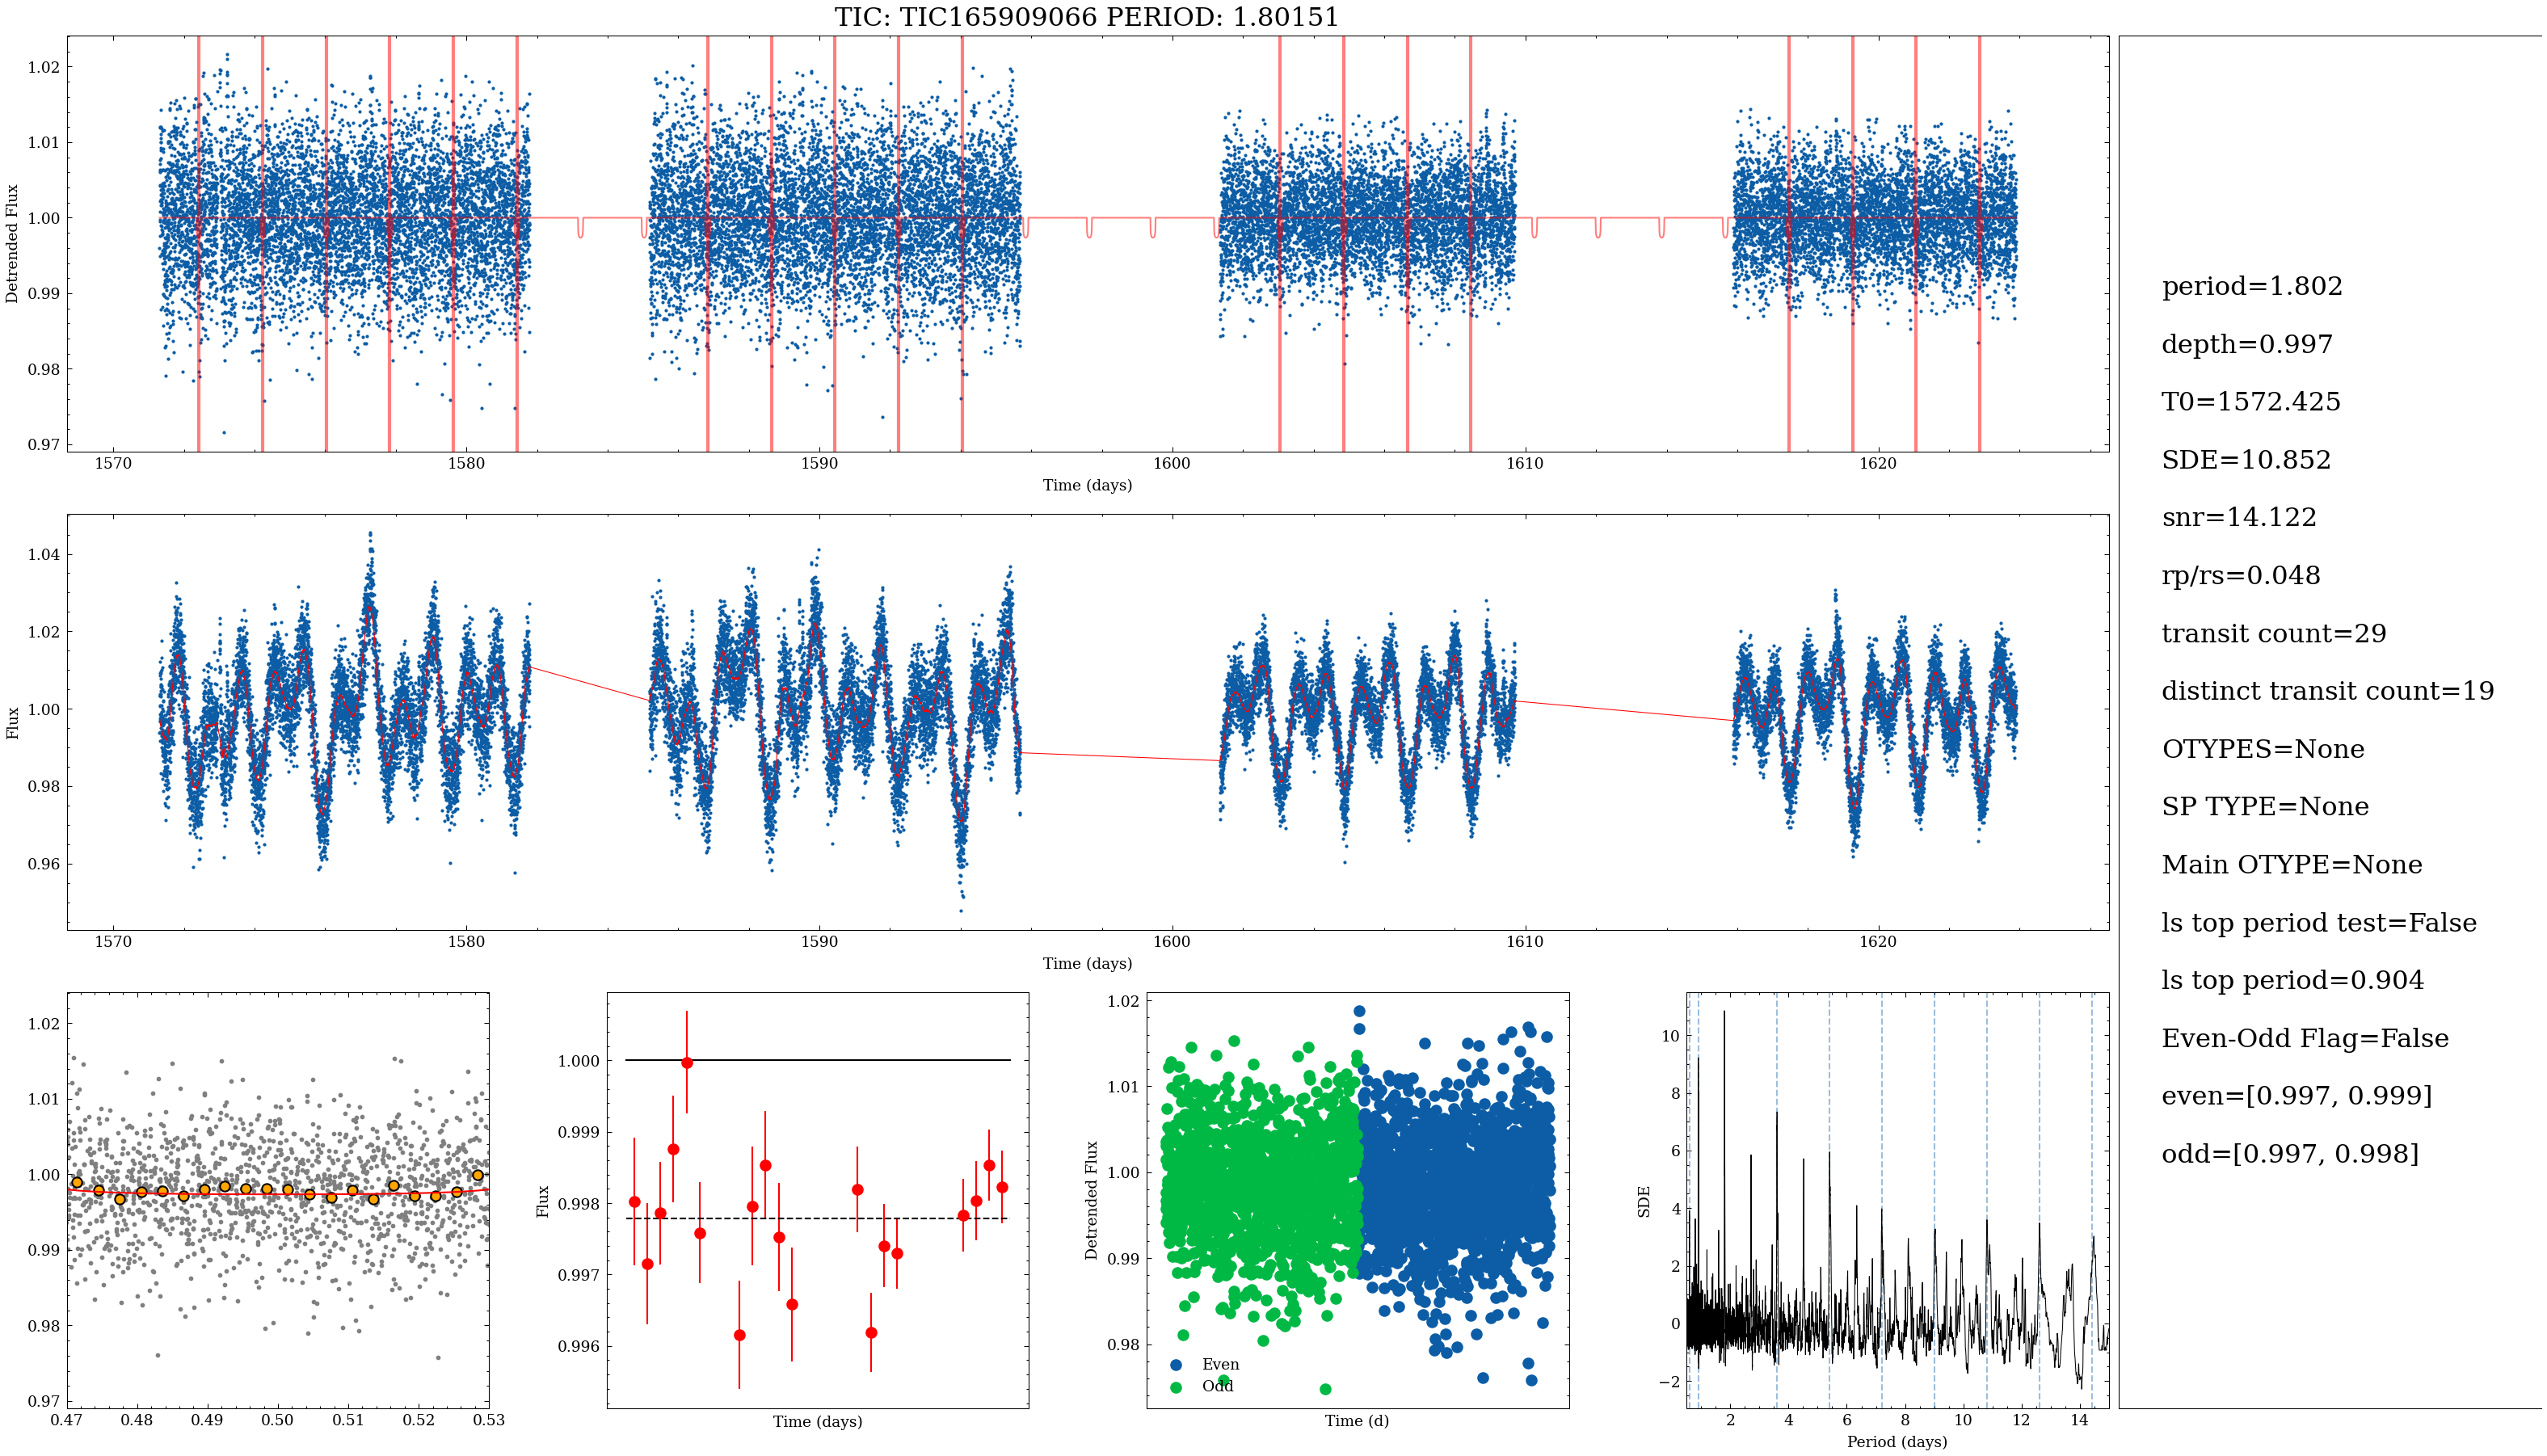 TIC: TIC165909066 PERIOD: 1.80151
1.02
1.01
1.00
0.99
0.98
0.97
Detrended Flux
1570 1580 1590 1600 1610 1620
Time (days)
1.04
1.02
1.00
0.98
0.96
Flux
1570 1580 1590 1600 1610 1620
Time (days)
1.02
1.01
1.00
0.99
0.98
0.97
0.47 0.48 0.49 0.50 0.51 0.52 0.53
1.000
0.999
0.998
0.997
0.996
Flux
Time (days)
1.02
1.01
1.00
0.99
0.98
Detrended Flux
Even
Odd
Time (d)
10
8
6
4
2
0
−2
SDE
2 4 6 8 10 12 14
Period (days)
period=1.802
depth=0.997
T0=1572.425
SDE=10.852
snr=14.122
rp/rs=0.048
transit count=29
distinct transit count=19
OTYPES=None
SP TYPE=None
Main OTYPE=None
ls top period test=False
ls top period=0.904
Even-Odd Flag=False
even=[0.997, 0.999]
odd=[0.997, 0.998]